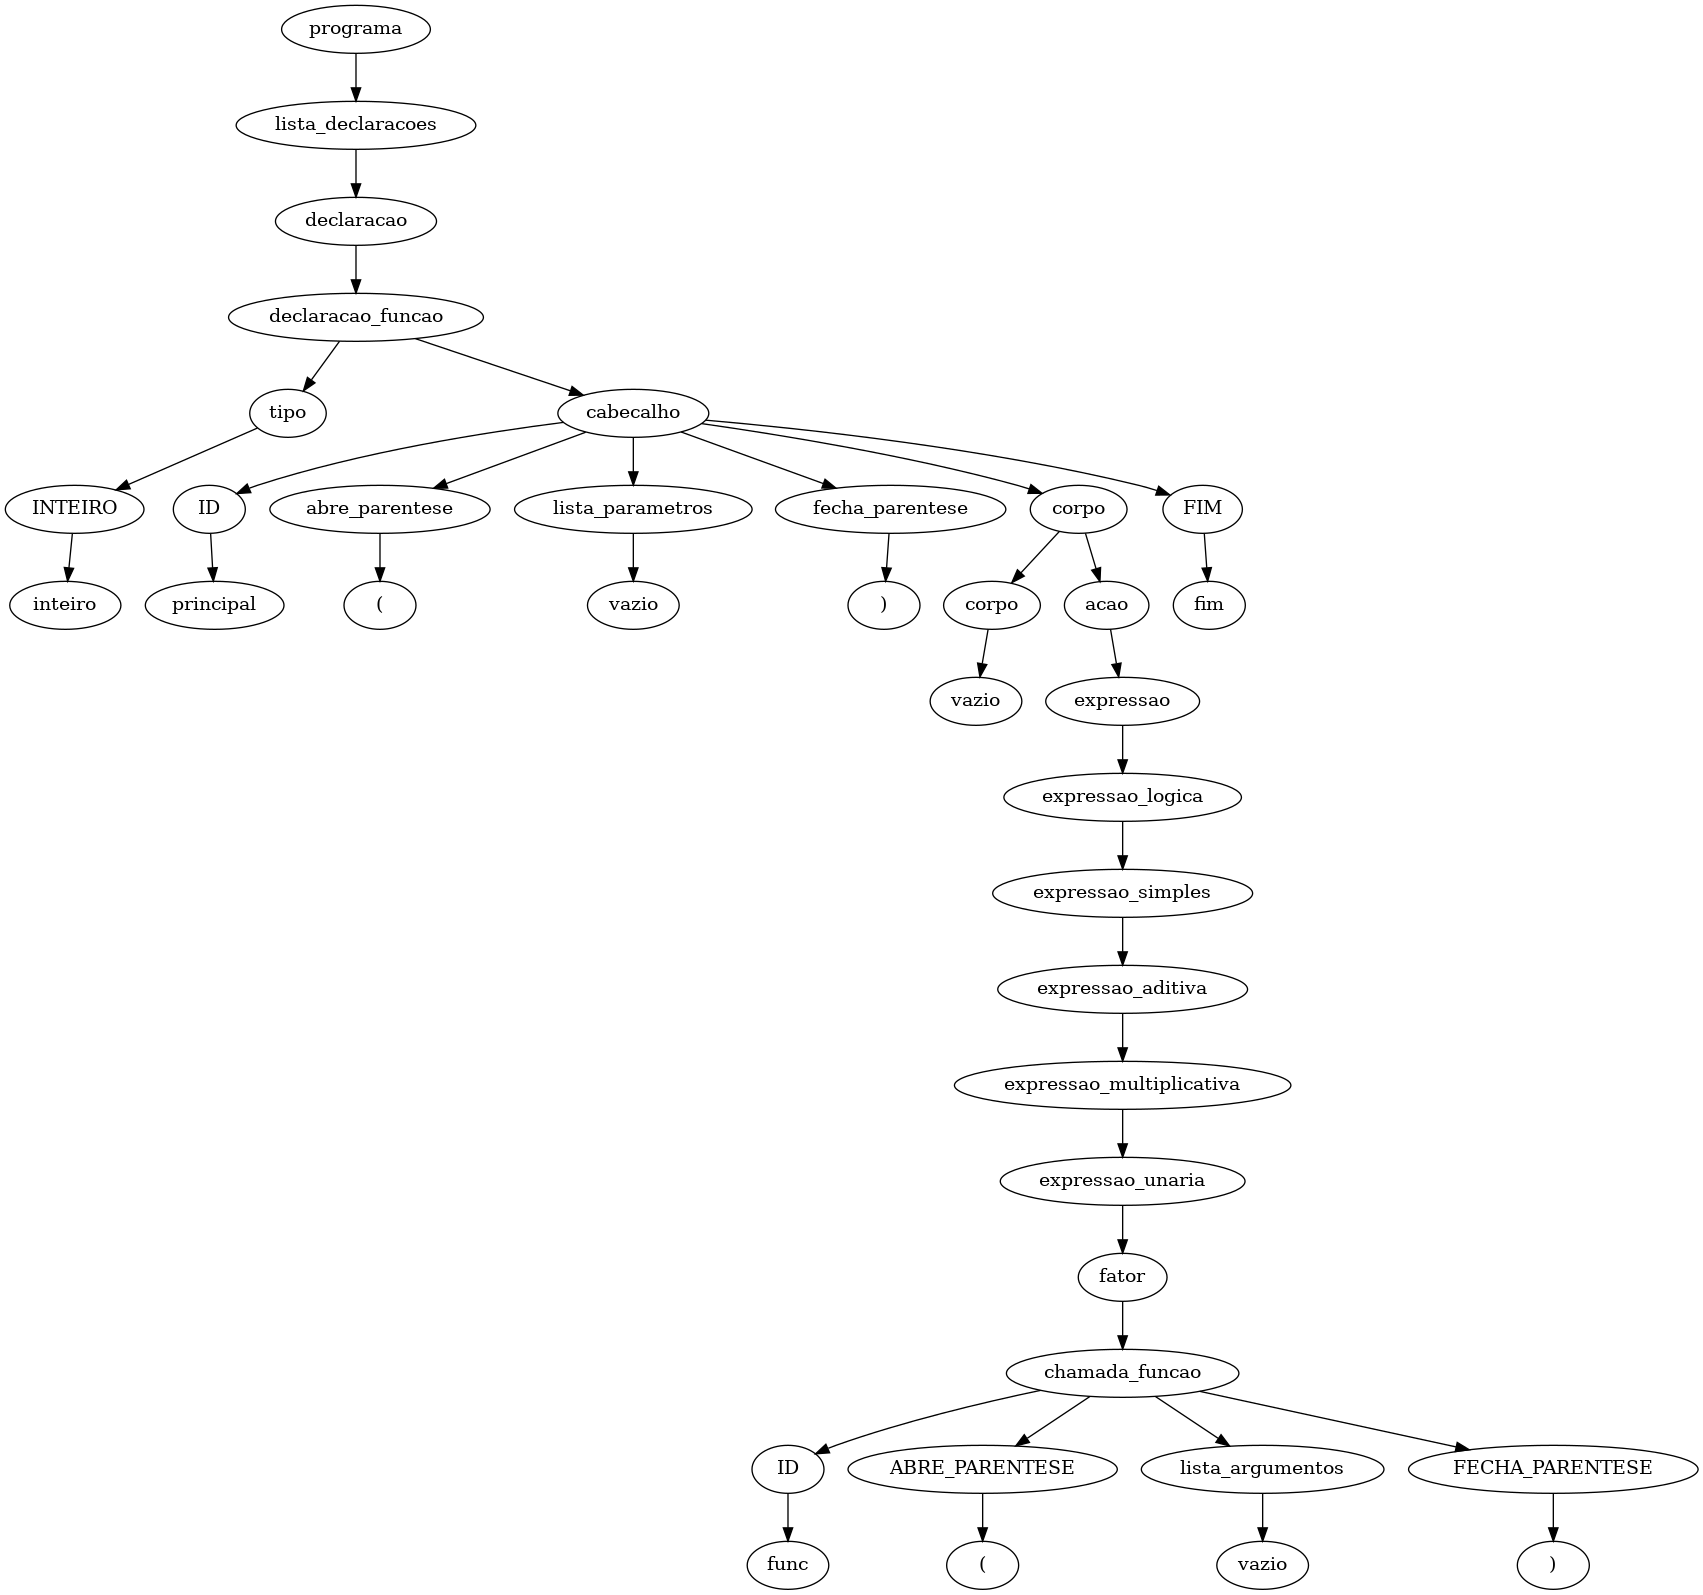 programa
lista_declaracoes
declaracao
declaracao_funcao
tipo
cabecalho
INTEIRO
ID
abre_parentese
lista_parametros
fecha_parentese
corpo
FIM
inteiro
principal
(
vazio
)
corpo
acao
fim
vazio
expressao
expressao_logica
expressao_simples
expressao_aditiva
expressao_multiplicativa
expressao_unaria
fator
chamada_funcao
ID
ABRE_PARENTESE
lista_argumentos
FECHA_PARENTESE
func
(
vazio
)